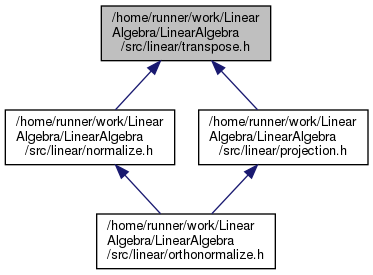 /home/runner/work/Linear
Algebra/LinearAlgebra
/src/linear/transpose.h
/home/runner/work/Linear
Algebra/LinearAlgebra
/src/linear/normalize.h
/home/runner/work/Linear
Algebra/LinearAlgebra
/src/linear/projection.h
/home/runner/work/Linear
Algebra/LinearAlgebra
/src/linear/orthonormalize.h